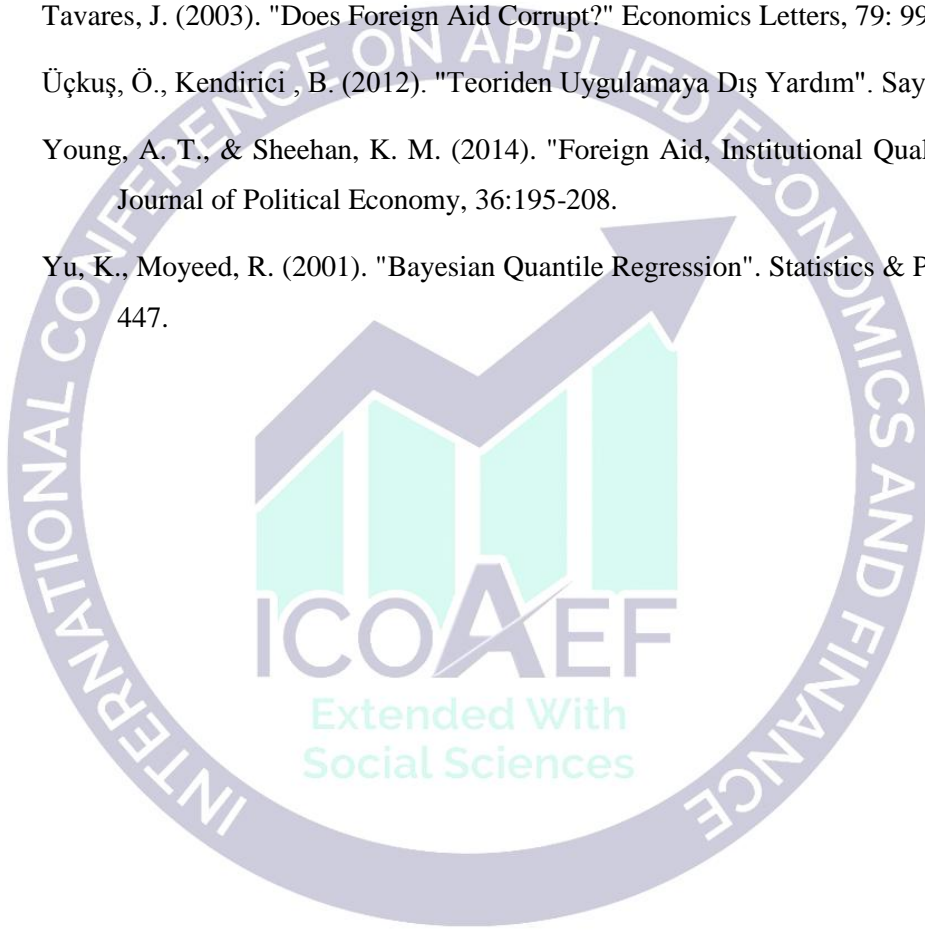 Tavares, J. (2003). "Does Foreign Aid Corrupt?" Economics Letters, 79: 99
Üçkuş, Ö., Kendirici , B. (2012). "Teoriden Uygulamaya Dış Yardım". Say
Young, A. T., & Sheehan, K. M. (2014). "Foreign Aid, Institutional Qual
Journal of Political Economy, 36:195-208.
Yu, K., Moyeed, R. (2001). "Bayesian Quantile Regression". Statistics & P
447.
INTERNATIONAL CONFERENCE ON APPLIED ECONOMICS AND FINANCE
ICOAEF
Extended With
Social Sciences